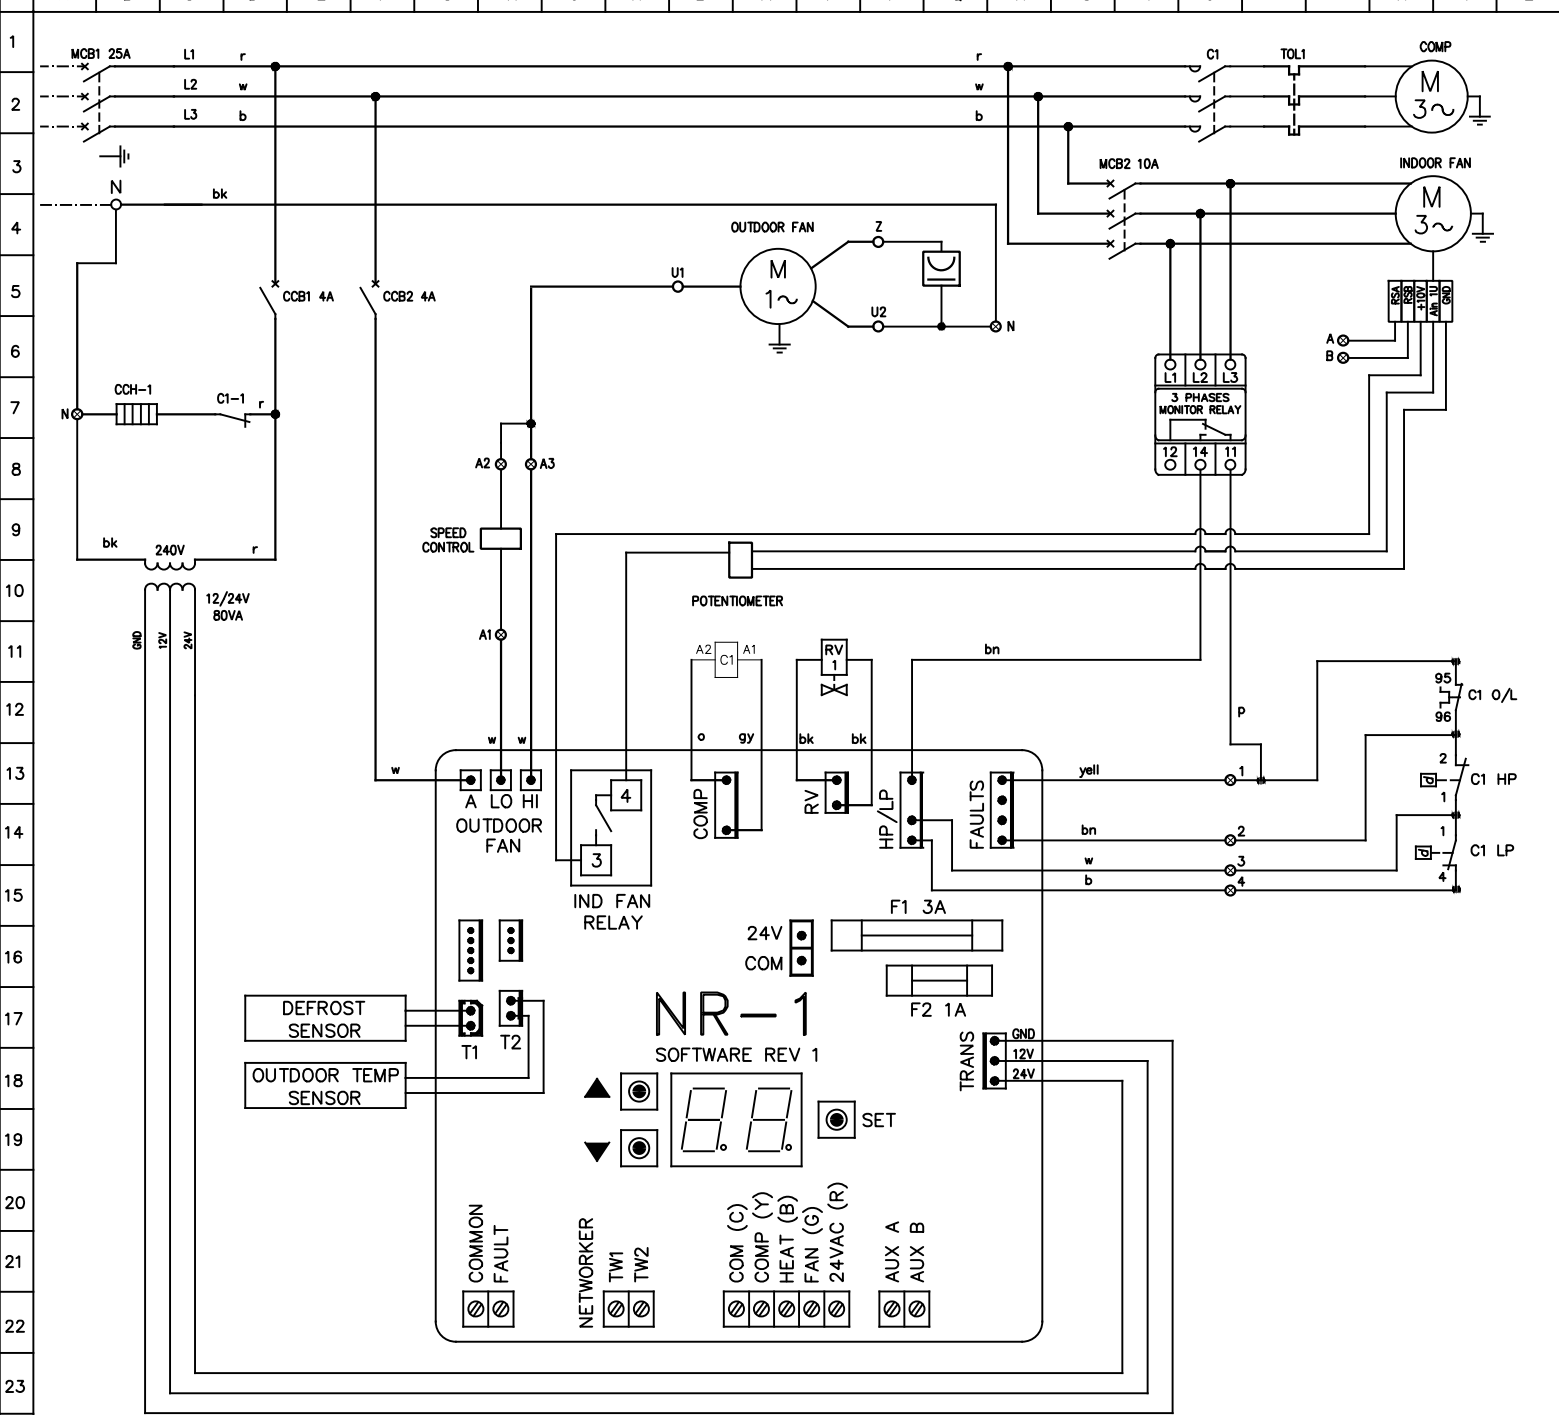 1
MCB1 25A
L1
r
r
C1
TOL1
COMP
2
L2
w
w
M
3~
L3
b
b
3
MCB2 10A
INDOOR FAN
N
bk
M
3~
4
OUTDOOR FAN
Z
5
CCB1 4A
CCB2 4A
U1
M
1~
U2
N
RSA
RSB
+10V
Ain 1U
GND
6
A
B
L1
L2
L3
7
N
CCH-1
C1-1
r
3 PHASES
MONITOR RELAY
8
A2
A3
12
14
11
9
SPEED
CONTROL
bk
240V
r
10
12/24V
80VA
POTENTIOMETER
GND
12V
24V
A1
11
A2
C1
A1
RV
1
bn
12
95
C1 O/L
96
p
w
w
o
gy
bk
bk
13
w
A
LO
HI
4
COMP
RV
HP/LP
FAULTS
yell
1
2
C1 HP
1
OUTDOOR
FAN
14
bn
2
1
C1 LP
3
w
3
4
15
b
4
IND FAN
RELAY
F1 3A
16
24V
COM
F2 1A
17
DEFROST
SENSOR
T1
T2
NR-1
SOFTWARE REV 1
TRANS
GND
12V
24V
18
OUTDOOR TEMP
SENSOR
19
SET
20
21
COMMON
FAULT
NETWORKER
TW1
TW2
COM (C)
COMP (Y)
HEAT (B)
FAN (G)
24VAC (R)
AUX A
AUX B
22
23